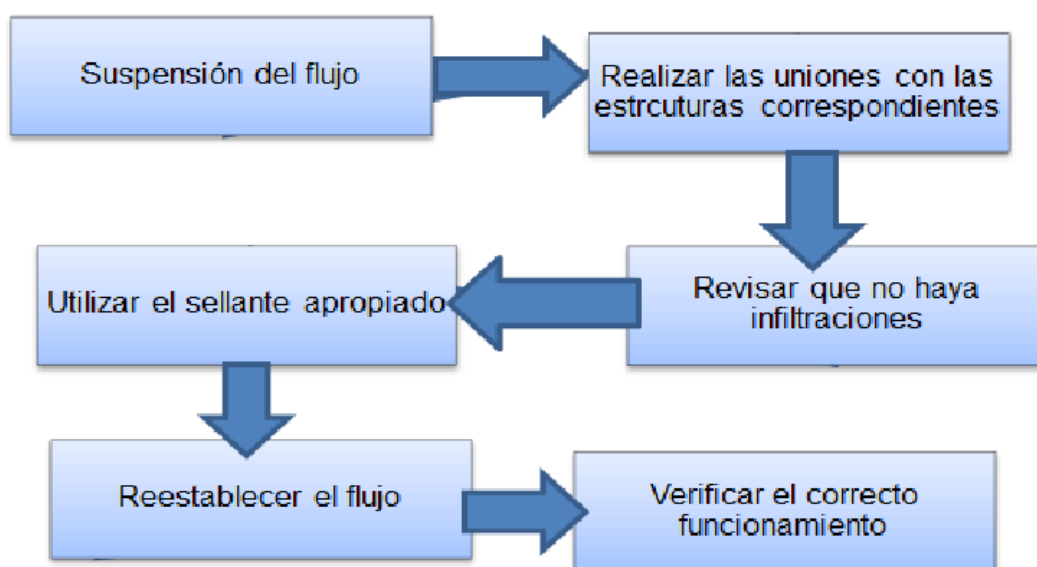 Suspensión del flujo
Realizar las uniones con las
estrcuturas correspondientes
Revisar que no haya
infiltraciones
Utilizar el sellante apropiado
Reestablecer el flujo
Verificar el correcto
funcionamiento